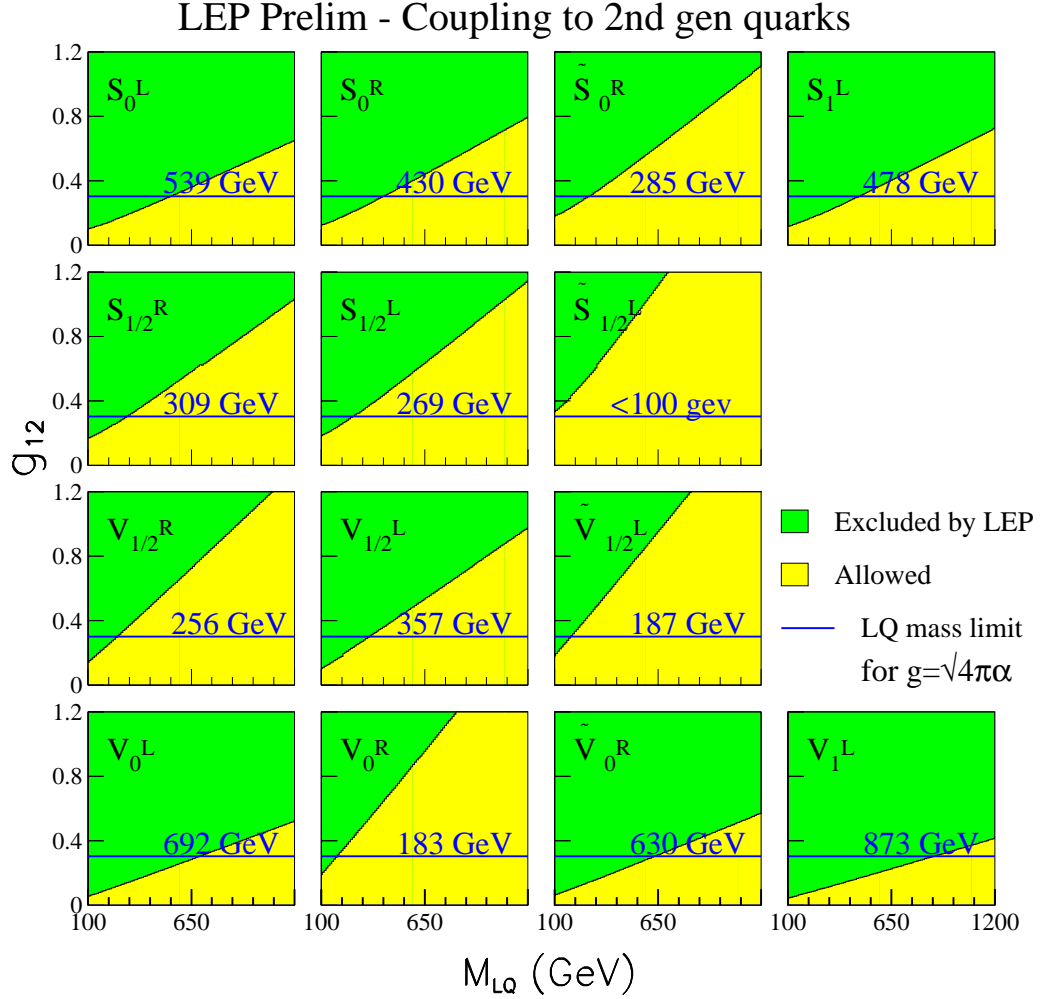 LEP Prelim - Coupling to 2nd gen quarks
1.2
0.8
0.4
0
S₀ᴸ
539 GeV
S₀ᴿ
430 GeV
S̃₀ᴿ
285 GeV
S₁ᴸ
478 GeV
1.2
0.8
0.4
0
S₁/₂ᴿ
309 GeV
S₁/₂ᴸ
269 GeV
S̃₁/₂ᴸ
<100 gev
g₁₂
1.2
0.8
0.4
0
V₁/₂ᴿ
256 GeV
V₁/₂ᴸ
357 GeV
Ṽ₁/₂ᴸ
187 GeV
Excluded by LEP
Allowed
LQ mass limit
for g=√4πα
1.2
0.8
0.4
0
V₀ᴸ
692 GeV
V₀ᴿ
183 GeV
Ṽ₀ᴿ
630 GeV
V₁ᴸ
873 GeV
100 650 100 650 100 650 100 650 1200
M_LQ (GeV)